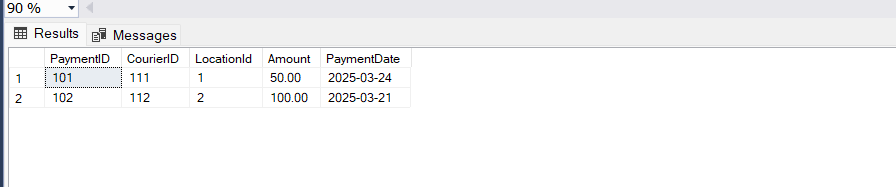 90 %
Results Messages
PaymentID CourierID LocationId Amount PaymentDate
1 101 111 1 50.00 2025-03-24
2 102 112 2 100.00 2025-03-21